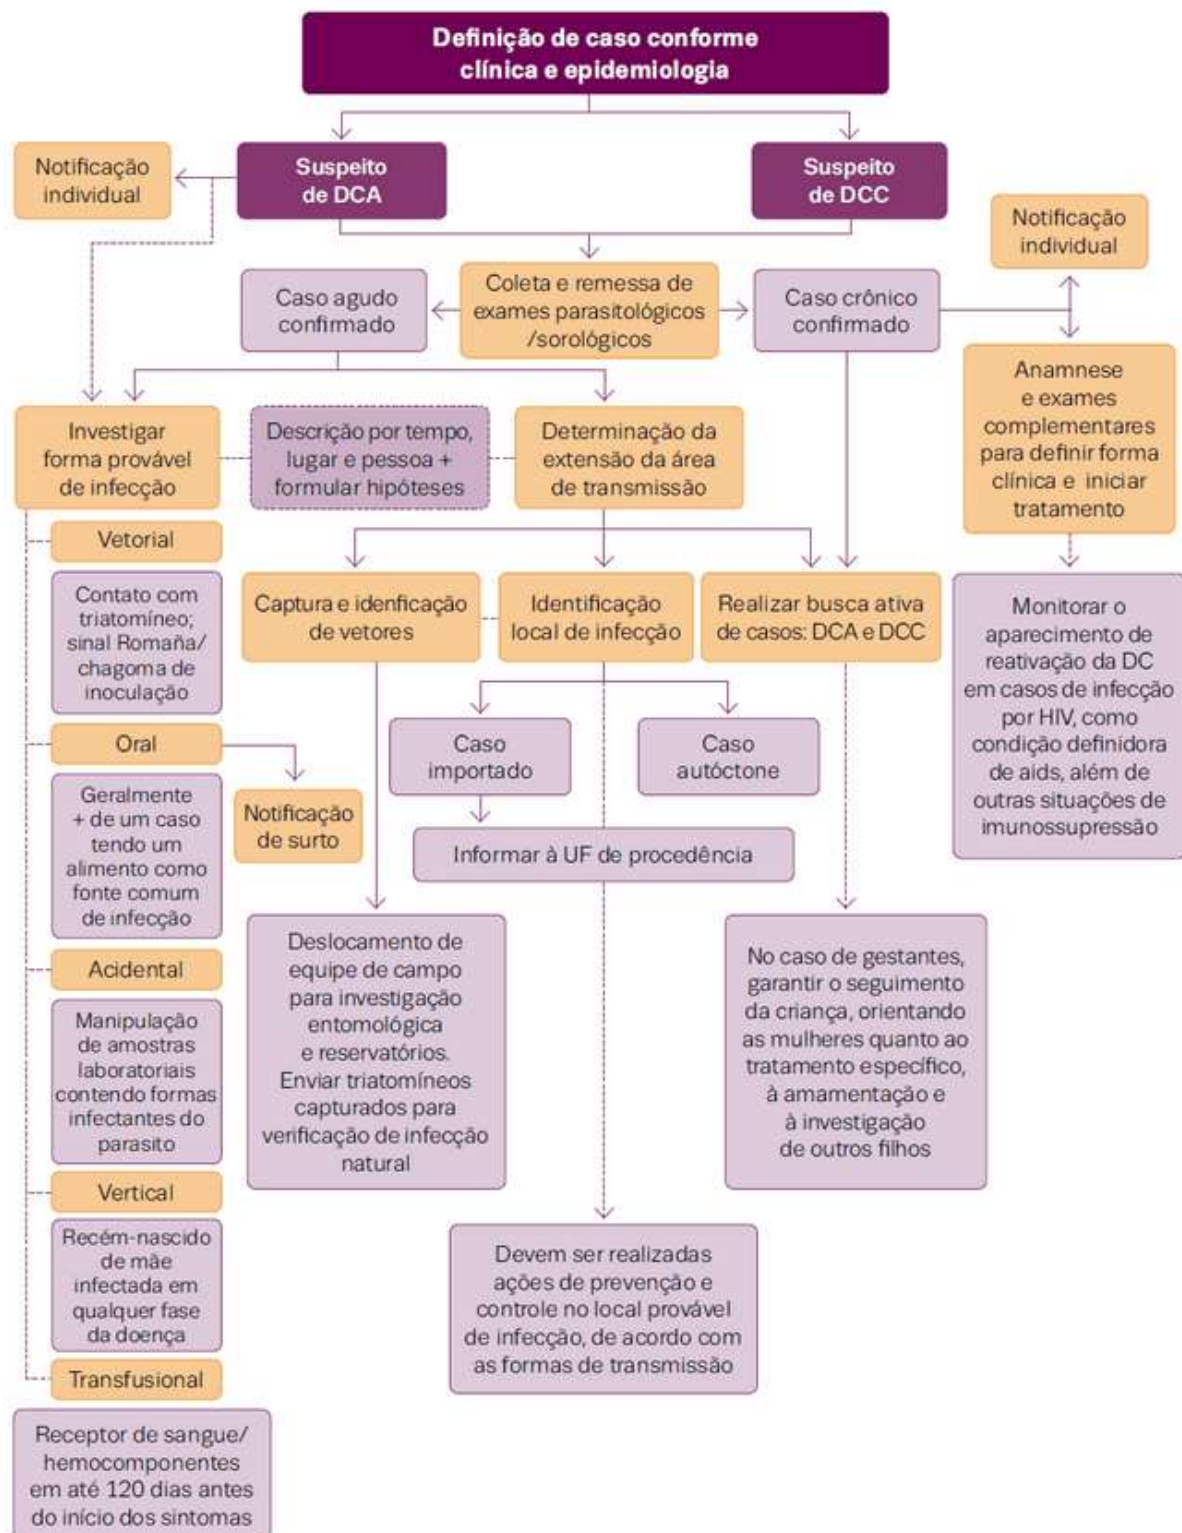 Definição de caso conforme
clínica e epidemiologia
Notificação
individual
Suspeito
de DCA
Suspeito
de DCC
Notificação
individual
Caso agudo
confirmado
Coleta e remessa de
exames parasitológicos
/sorológicos
Caso crônico
confirmado
Anamnese
e exames
complementares
para definir forma
clínica e iniciar
tratamento
Investigar
forma provável
de infecção
Descrição por tempo,
lugar e pessoa +
formular hipóteses
Determinação da
extensão da área
de transmissão
Vetorial
Contato com
triatomíneo;
sinal Romaña/
chagoma de
inoculação
Captura e idenficação
de vetores
Identificação
local de infecção
Realizar busca ativa
de casos: DCA e DCC
Monitorar o
aparecimento de
reativação da DC
em casos de infecção
por HIV, como
condição definidora
de aids, além de
outras situações de
imunossupressão
Oral
Geralmente
+ de um caso
tendo um
alimento como
fonte comum
de infecção
Notificação
de surto
Caso
importado
Caso
autóctone
Informar à UF de procedência
Acidental
Manipulação
de amostras
laboratoriais
contendo formas
infectantes do
parasito
Deslocamento de
equipe de campo
para investigação
entomológica
e reservatórios.
Enviar triatomíneos
capturados para
verificação de infecção
natural
No caso de gestantes,
garantir o seguimento
da criança, orientando
as mulheres quanto ao
tratamento específico,
à amamentação e
à investigação
de outros filhos
Vertical
Recém-nascido
de mãe
infectada em
qualquer fase
da doença
Devem ser realizadas
ações de prevenção e
controle no local provável
de infecção, de acordo com
as formas de transmissão
Transfusional
Receptor de sangue/
hemocomponentes
em até 120 dias antes
do início dos sintomas